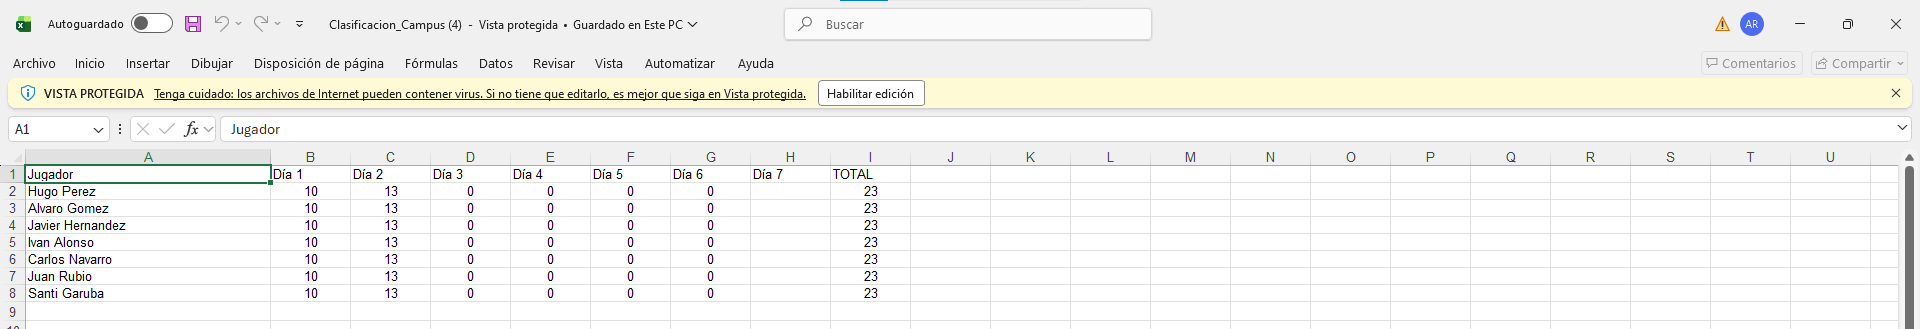 Autoguardado Clasificacion_Campus (4) - Vista protegida • Guardado en Este PC Buscar AR
Archivo Inicio Insertar Dibujar Disposición de página Fórmulas Datos Revisar Vista Automatizar Ayuda Comentarios Compartir
VISTA PROTEGIDA Tenga cuidado: los archivos de Internet pueden contener virus. Si no tiene que editarlo, es mejor que siga en Vista protegida. Habilitar edición
A1 fx Jugador
A B C D E F G H I J K L M N O P Q R S T U
1 Jugador Día 1 Día 2 Día 3 Día 4 Día 5 Día 6 Día 7 TOTAL
2 Hugo Perez 10 13 0 0 0 0 23
3 Alvaro Gomez 10 13 0 0 0 0 23
4 Javier Hernandez 10 13 0 0 0 0 23
5 Ivan Alonso 10 13 0 0 0 0 23
6 Carlos Navarro 10 13 0 0 0 0 23
7 Juan Rubio 10 13 0 0 0 0 23
8 Santi Garuba 10 13 0 0 0 0 23
9
10